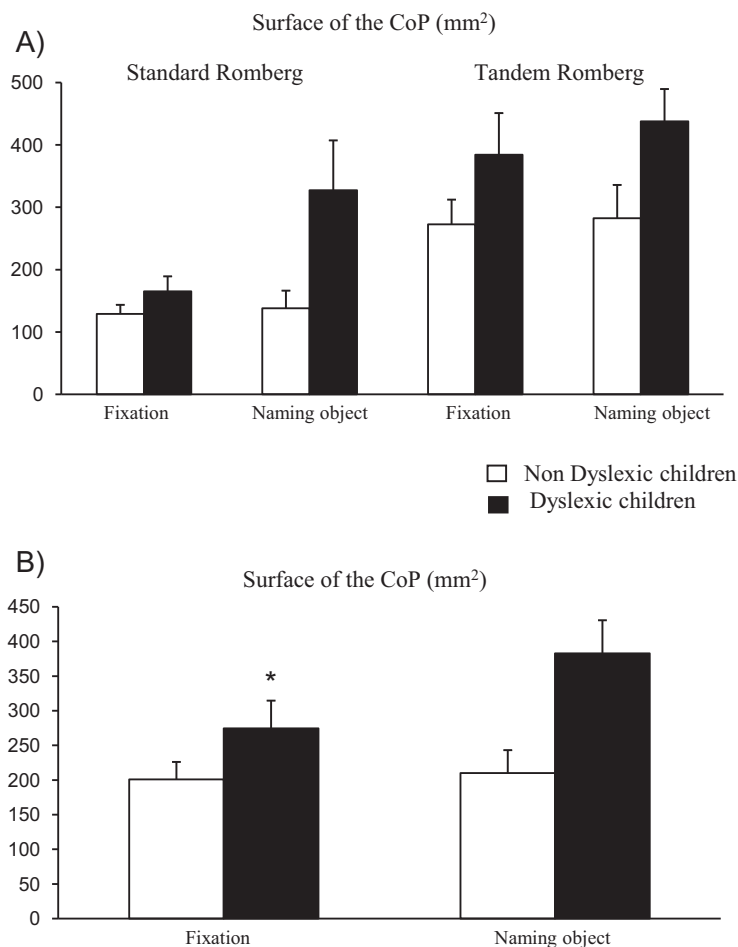 A)
Surface of the CoP (mm²)
Standard Romberg Tandem Romberg
500
400
300
200
100
0
Fixation Naming object Fixation Naming object
Non Dyslexic children
Dyslexic children
B)
Surface of the CoP (mm²)
450
400
350
300
250
200
150
100
50
0
*
Fixation Naming object